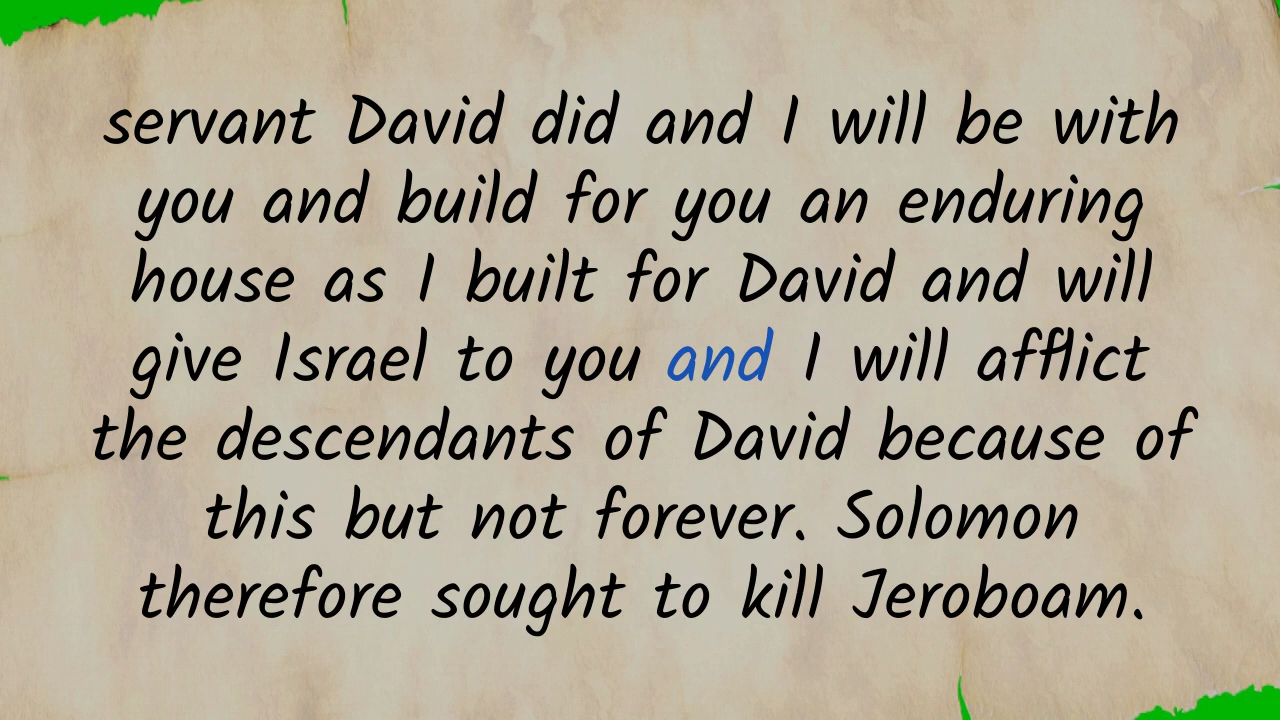 servant David did and I will be with
you and build for you an enduring
house as I built for David and will
give Israel to you and I will afflict
the descendants of David because of
this but not forever. Solomon
therefore sought to kill Jeroboam.